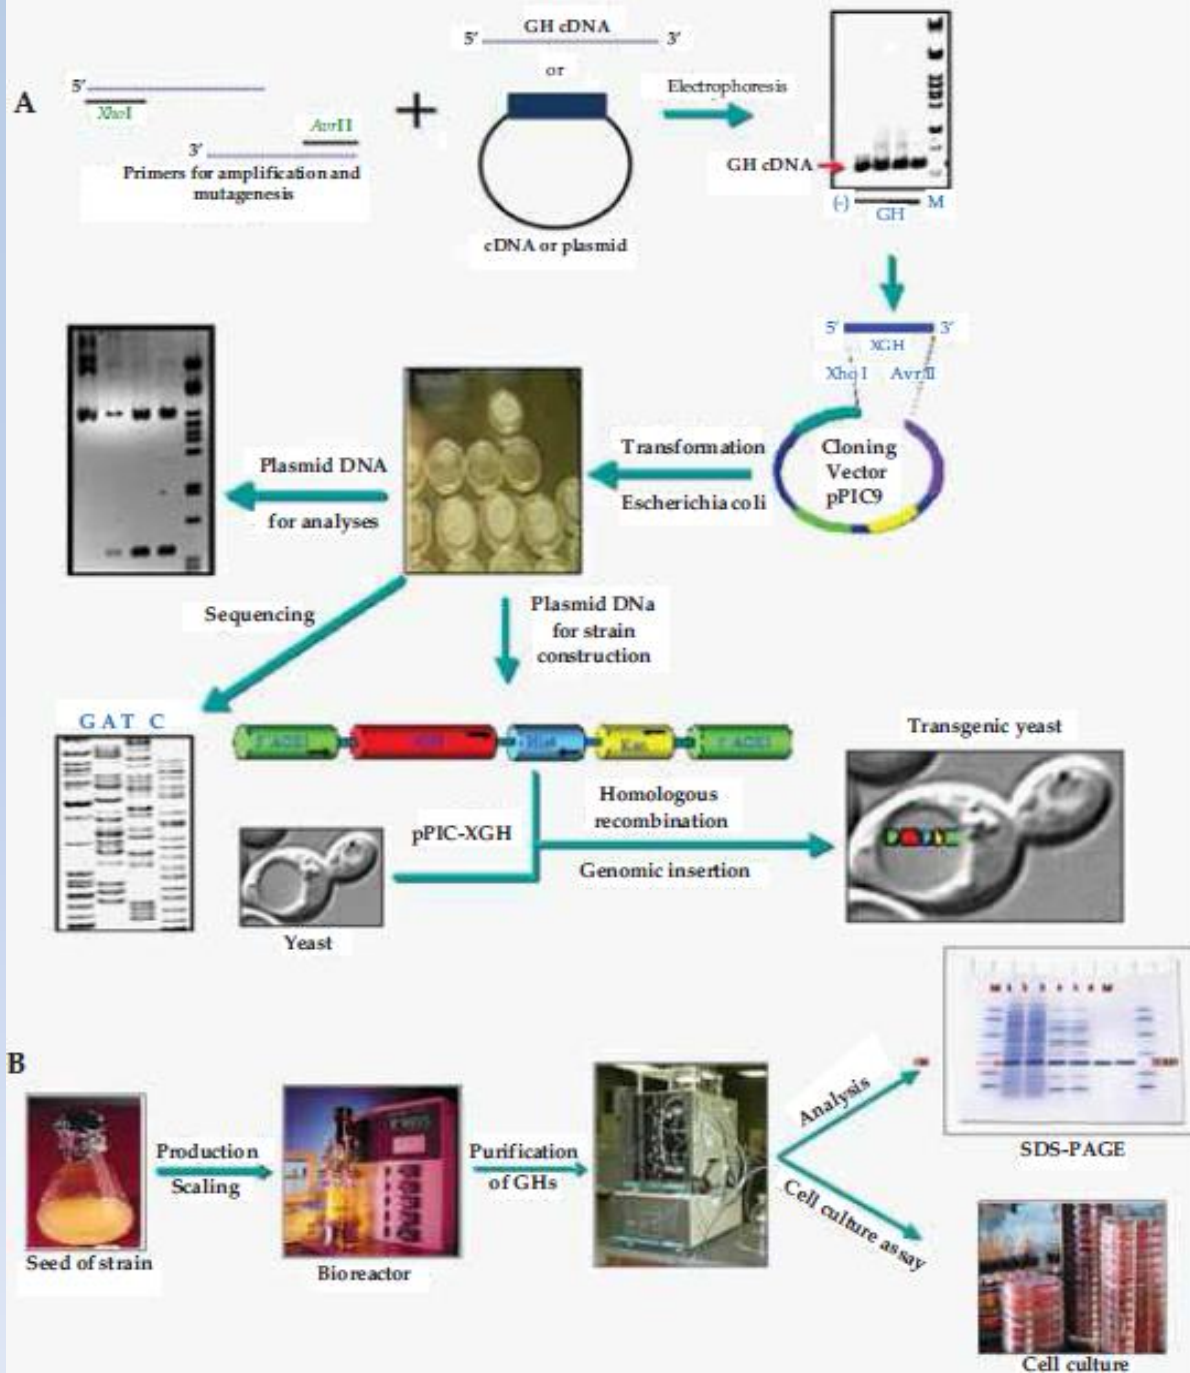 A
5′
XhoI
AvrII
3′
Primers for amplification and
mutagenesis
+
5′ GH cDNA 3′
or
cDNA or plasmid
Electrophoresis
GH cDNA
(-) GH M
5′ 3′
XGH
Xho I Avr II
Cloning
Vector
pPIC9
Transformation
Escherichia coli
Plasmid DNA
for analyses
Sequencing
Plasmid DNa
for strain
construction
G A T C
pPIC-XGH
Yeast
Homologous
recombination
Genomic insertion
Transgenic yeast
B
Seed of strain
Production
Scaling
Bioreactor
Purification
of GHs
Analysis
Cell culture assay
SDS-PAGE
Cell culture